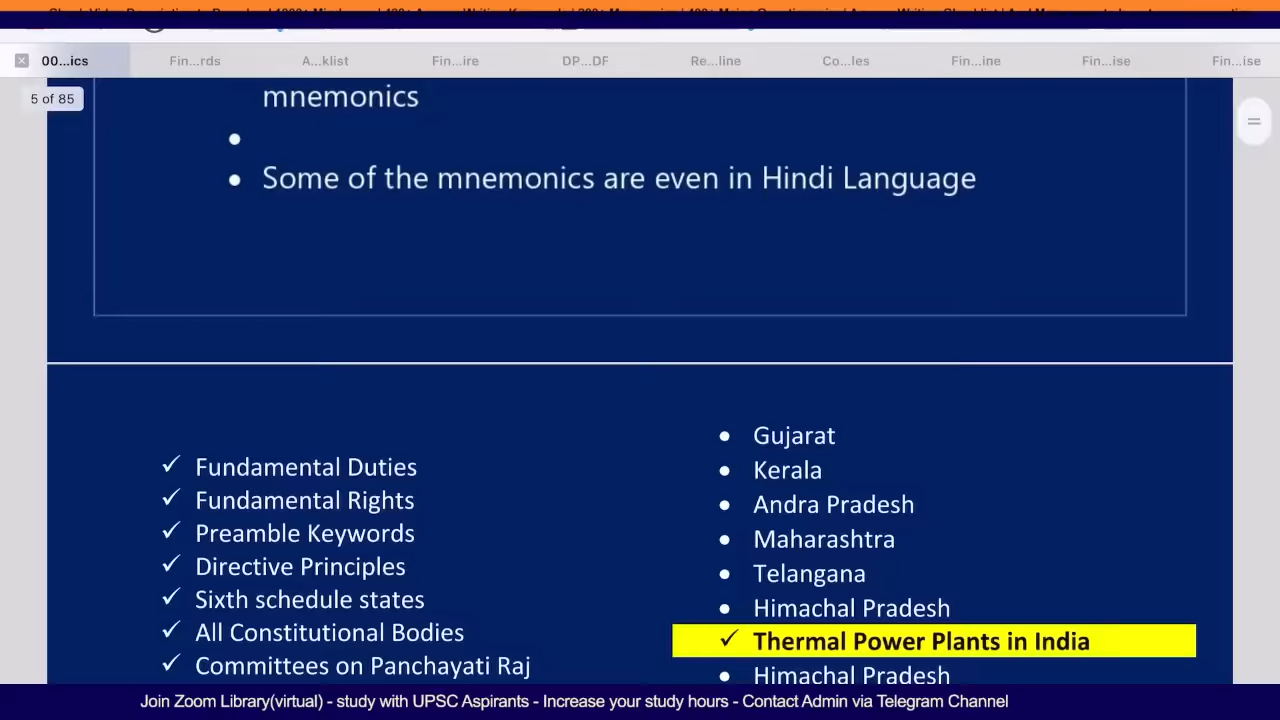 00...ics
Fin...rds
A...klist
Fin...ire
DP...DF
Re...line
Co...les
Fin...ine
Fin...ise
Fin...ise
5 of 85
mnemonics
Some of the mnemonics are even in Hindi Language
✓ Fundamental Duties
✓ Fundamental Rights
✓ Preamble Keywords
✓ Directive Principles
✓ Sixth schedule states
✓ All Constitutional Bodies
✓ Committees on Panchayati Raj
Gujarat
Kerala
Andra Pradesh
Maharashtra
Telangana
Himachal Pradesh
✓ Thermal Power Plants in India
Himachal Pradesh
Join Zoom Library(virtual) - study with UPSC Aspirants - Increase your study hours - Contact Admin via Telegram Channel